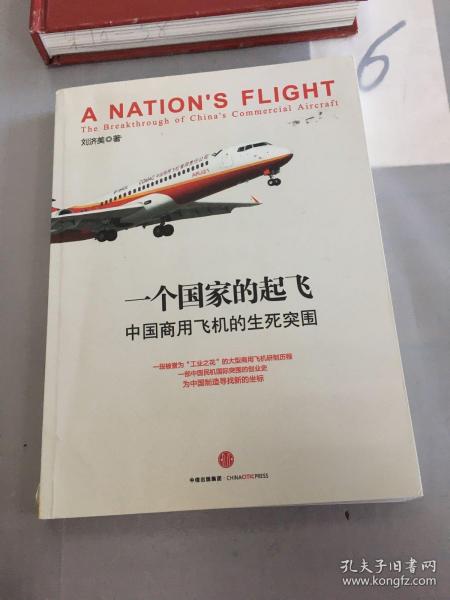 6
A NATION'S FLIGHT
The Breakthrough of China's Commercial Aircraft
刘济美◎著
一个国家的起飞
中国商用飞机的生死突围
一段被誉为“工业之花”的大型商用飞机研制历程
一部中国民机国际突围的创业史
为中国制造寻找新的坐标
中信出版集团·CHINACITICPRESS
孔夫子旧书网
www.kongfz.com